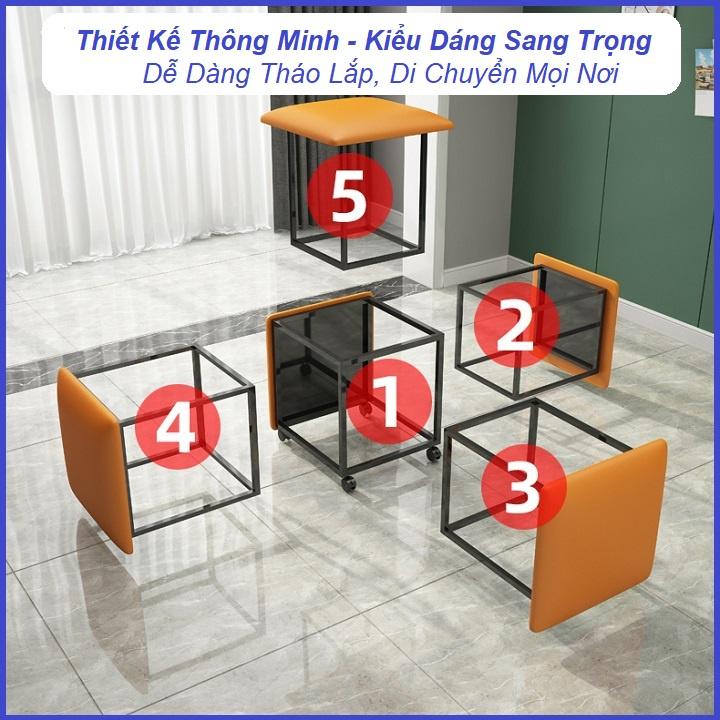 Thiết Kế Thông Minh - Kiểu Dáng Sang Trọng
Dễ Dàng Tháo Lắp, Di Chuyển Mọi Nơi
5
2
1
4
3